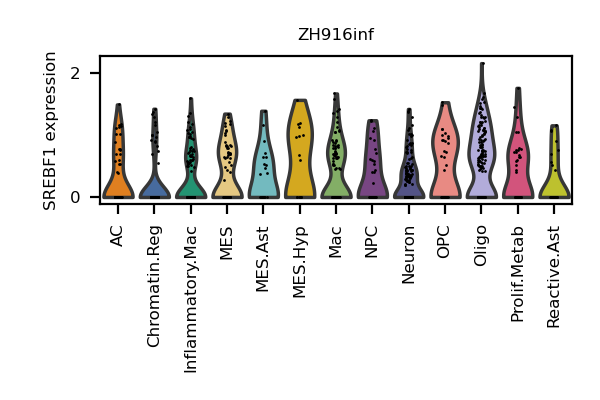 ZH916inf
SREBF1 expression
2
0
AC
Chromatin.Reg
Inflammatory.Mac
MES
MES.Ast
MES.Hyp
Mac
NPC
Neuron
OPC
Oligo
Prolif.Metab
Reactive.Ast